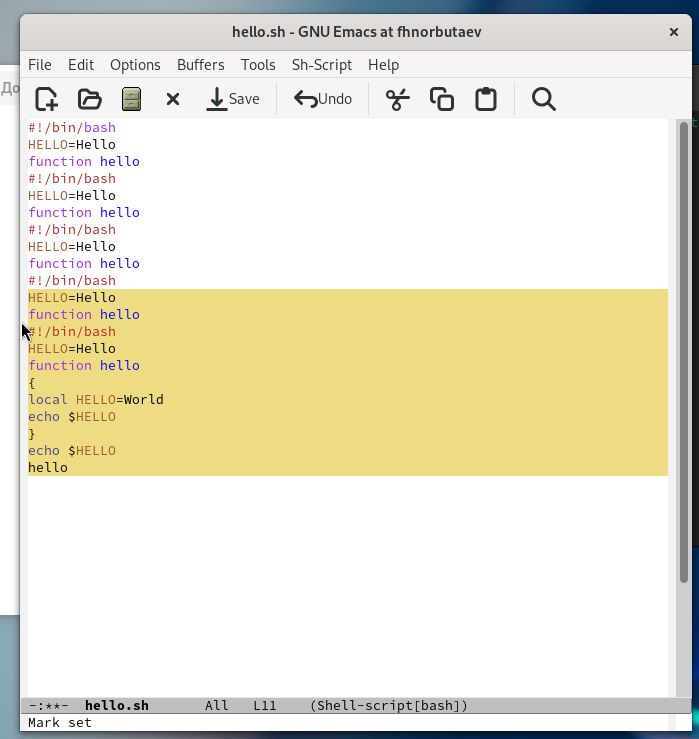 hello.sh - GNU Emacs at fhnorbutaev
File Edit Options Buffers Tools Sh-Script Help
Save Undo
До
#!/bin/bash
HELLO=Hello
function hello
#!/bin/bash
HELLO=Hello
function hello
#!/bin/bash
HELLO=Hello
function hello
#!/bin/bash
HELLO=Hello
function hello
#!/bin/bash
HELLO=Hello
function hello
{
local HELLO=World
echo $HELLO
}
echo $HELLO
hello
-:**- hello.sh All L11 (Shell-script[bash])
Mark set